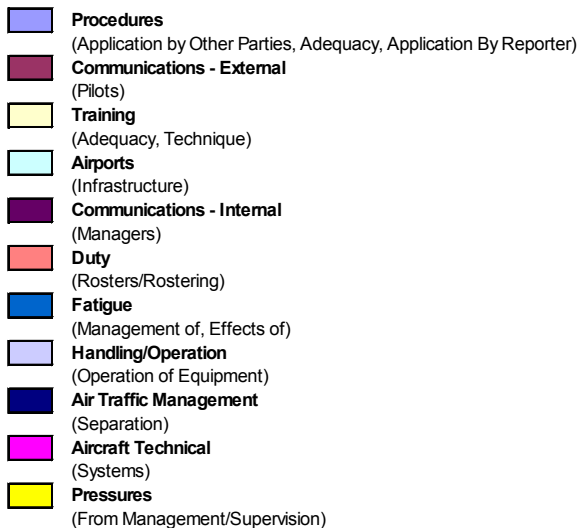 Procedures
(Application by Other Parties, Adequacy, Application By Reporter)
Communications - External
(Pilots)
Training
(Adequacy, Technique)
Airports
(Infrastructure)
Communications - Internal
(Managers)
Duty
(Rosters/Rostering)
Fatigue
(Management of, Effects of)
Handling/Operation
(Operation of Equipment)
Air Traffic Management
(Separation)
Aircraft Technical
(Systems)
Pressures
(From Management/Supervision)